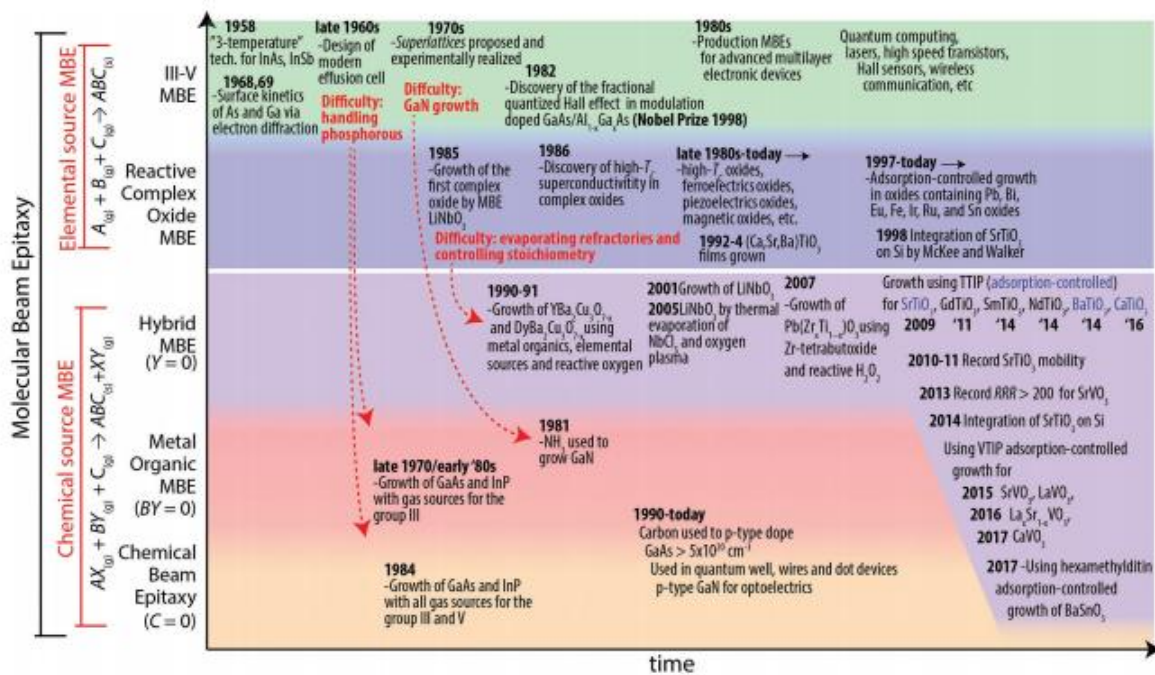 Molecular Beam Epitaxy
Elemental source MBE
A(g) + B(g) + C(g) → ABC(s)
Chemical source MBE
AX(g) + BY(g) + C(g) → ABC(s) + XY(g)
III-V
MBE
Reactive
Complex
Oxide
MBE
Hybrid
MBE
(Y = 0)
Metal
Organic
MBE
(BY = 0)
Chemical
Beam
Epitaxy
(C = 0)
1958
"3-temperature"
tech. for InAs, InSb
1968,69
-Surface kinetics
of As and Ga via
electron diffraction
late 1960s
-Design of
modern
effusion cell
Difficulty:
handling
phosphorous
1970s
-Superlattices proposed and
experimentally realized
Diffculty:
GaN growth
1982
-Discovery of the fractional
quantized Hall effect in modulation
doped GaAs/Al1-xGaxAs (Nobel Prize 1998)
1980s
-Production MBEs
for advanced multilayer
electronic devices
Quantum computing,
lasers, high speed transistors,
Hall sensors, wireless
communication, etc
1985
-Growth of the
first complex
oxide by MBE
LiNbO3
1986
-Discovery of high-Tc
superconductivity in
complex oxides
late 1980s-today →
-high-Tc oxides,
ferroelectrics oxides,
piezoelectrics oxides,
magnetic oxides, etc.
1992-4 (Ca,Sr,Ba)TiO3
films grown
1997-today →
-Adsorption-controlled growth
in oxides containing Pb, Bi,
Eu, Fe, Ir, Ru, and Sn oxides
1998 Integration of SrTiO3
on Si by McKee and Walker
Difficulty: evaporating refractories and
controlling stoichiometry
1990-91
-Growth of YBa2Cu3O7-x
and DyBa2Cu3O7-x using
metal organics, elemental
sources and reactive oxygen
2001 Growth of LiNbO3
2005 LiNbO3 by thermal
evaporation of
NbCl5 and oxygen
plasma
2007
-Growth of
Pb(ZrxTi1-x)O3 using
Zr-tetrabutoxide
and reactive H2O2
Growth using TTIP (adsorption-controlled)
for SrTiO3, GdTiO3, SmTiO3, NdTiO3, BaTiO3, CaTiO3
2009 '11 '14 '14 '14 '16
2010-11 Record SrTiO3 mobility
2013 Record RRR > 200 for SrVO3
2014 Integration of SrTiO3 on Si
Using VTIP adsorption-controlled
growth for
2015 SrVO3, LaVO3,
2016 LaxSr1-xVO3,
2017 CaVO3
2017 -Using hexamethylditin
adsorption-controlled
growth of BaSnO3
1981
-NH3 used to
grow GaN
late 1970/early '80s
-Growth of GaAs and InP
with gas sources for the
group III
1984
-Growth of GaAs and InP
with all gas sources for the
group III and V
1990-today
Carbon used to p-type dope
GaAs > 5x10²⁰ cm⁻³
Used in quantum well, wires and dot devices
p-type GaN for optoelectrics
time